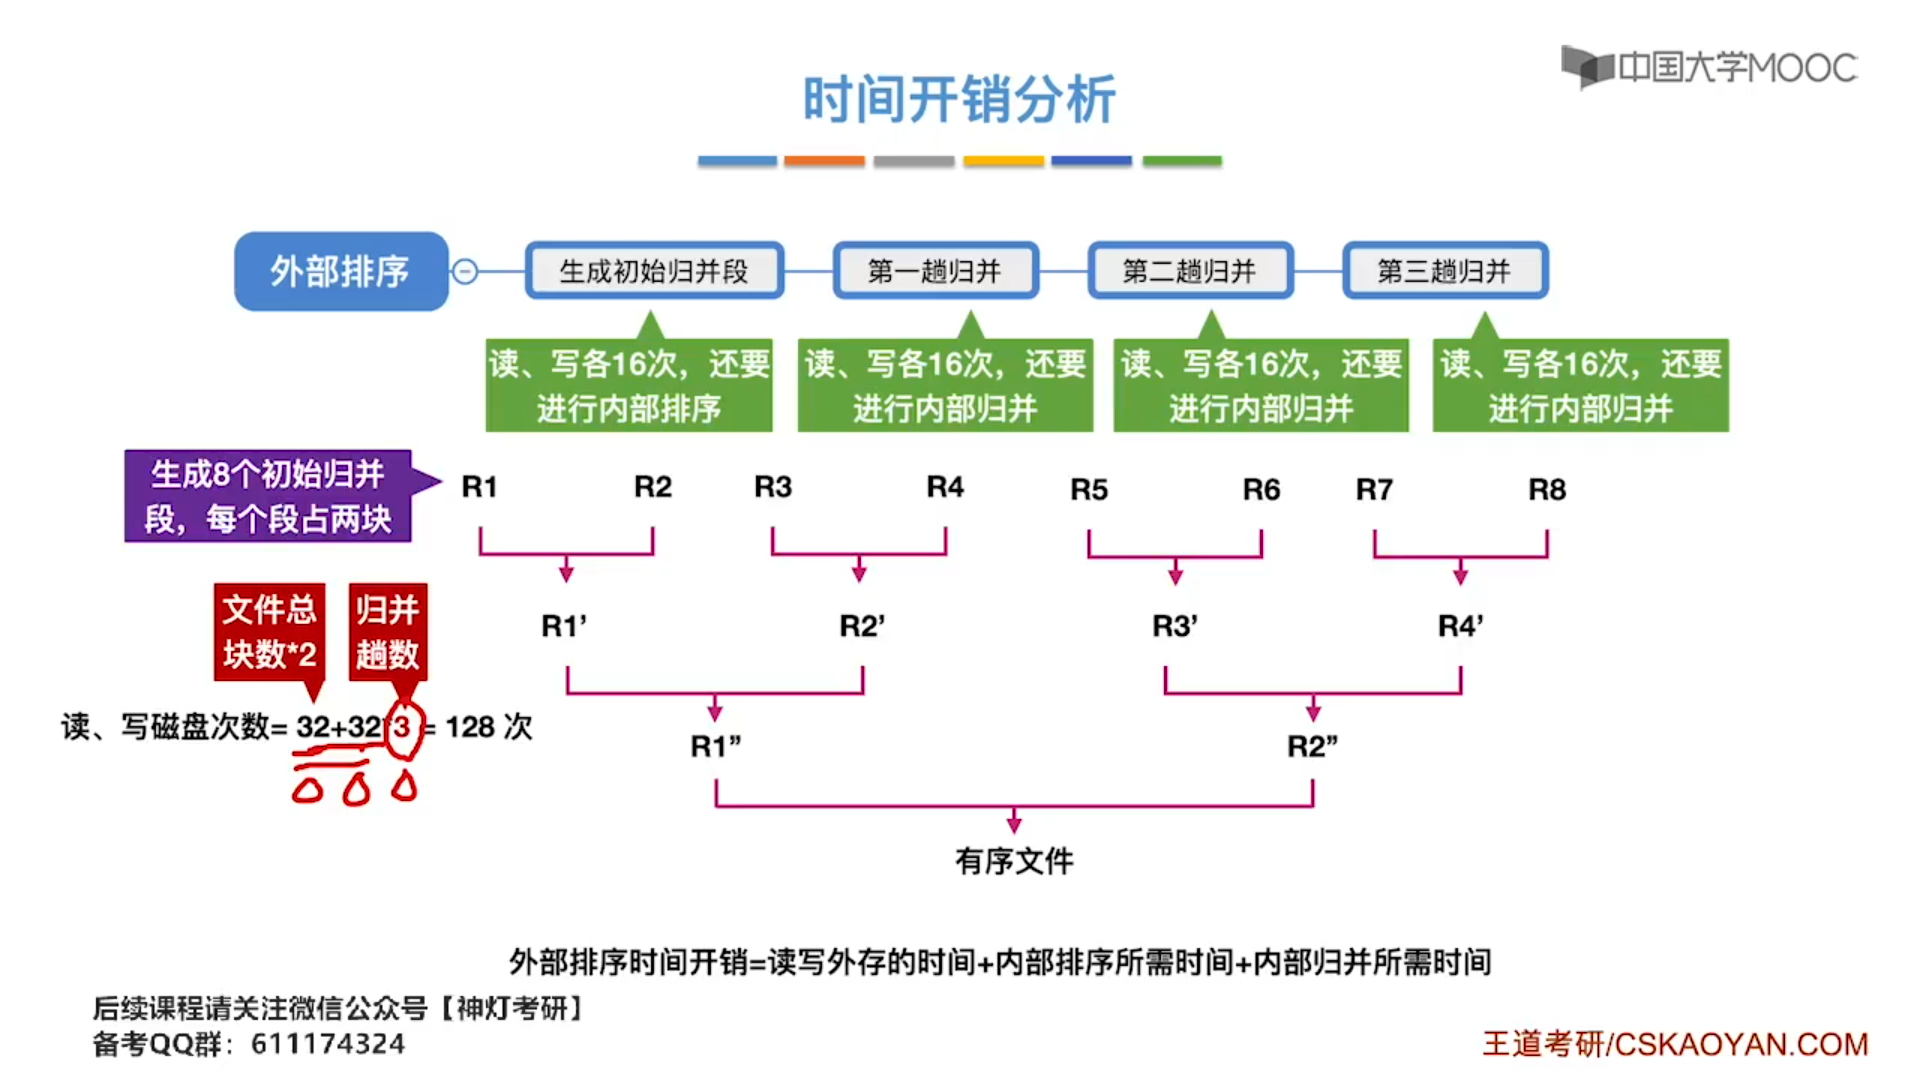 中国大学MOOC
时间开销分析
外部排序
生成初始归并段
第一趟归并
第二趟归并
第三趟归并
读、写各16次，还要
进行内部排序
读、写各16次，还要
进行内部归并
读、写各16次，还要
进行内部归并
读、写各16次，还要
进行内部归并
生成8个初始归并
段，每个段占两块
R1 R2 R3 R4 R5 R6 R7 R8
文件总
块数*2
归并
趟数
R1’ R2’ R3’ R4’
读、写磁盘次数= 32+32*3 = 128 次
R1” R2”
有序文件
外部排序时间开销=读写外存的时间+内部排序所需时间+内部归并所需时间
后续课程请关注微信公众号【神灯考研】
备考QQ群：611174324
王道考研/CSKAOYAN.COM